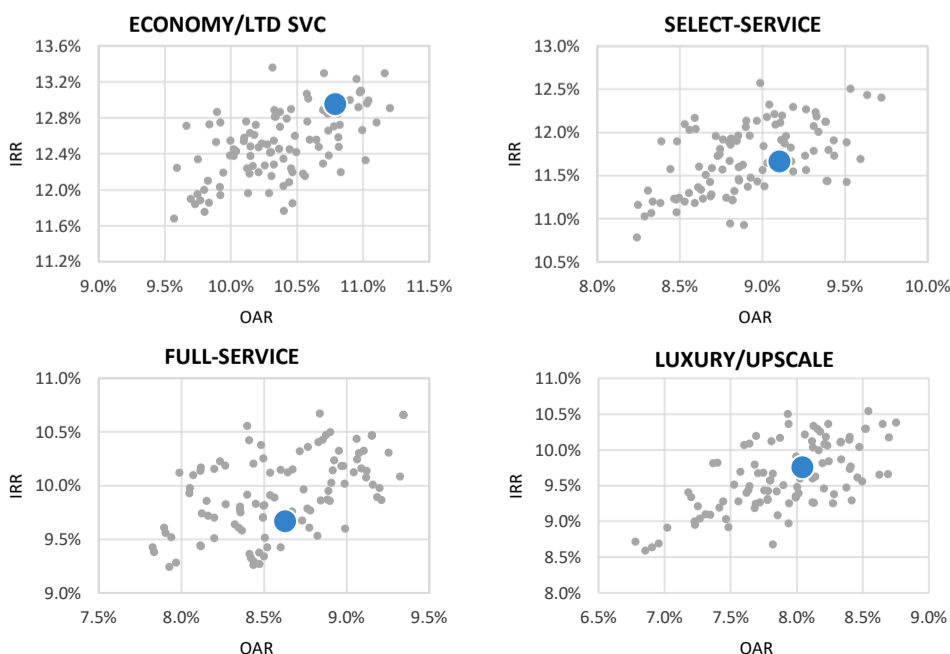 ECONOMY/LTD SVC
13.6%
13.2%
12.8%
12.4%
12.0%
11.6%
11.2%
IRR
9.0% 9.5% 10.0% 10.5% 11.0% 11.5%
OAR
SELECT-SERVICE
13.0%
12.5%
12.0%
11.5%
11.0%
10.5%
IRR
8.0% 8.5% 9.0% 9.5% 10.0%
OAR
FULL-SERVICE
11.0%
10.5%
10.0%
9.5%
9.0%
IRR
7.5% 8.0% 8.5% 9.0% 9.5%
OAR
LUXURY/UPSCALE
11.0%
10.5%
10.0%
9.5%
9.0%
8.5%
8.0%
IRR
6.5% 7.0% 7.5% 8.0% 8.5% 9.0%
OAR